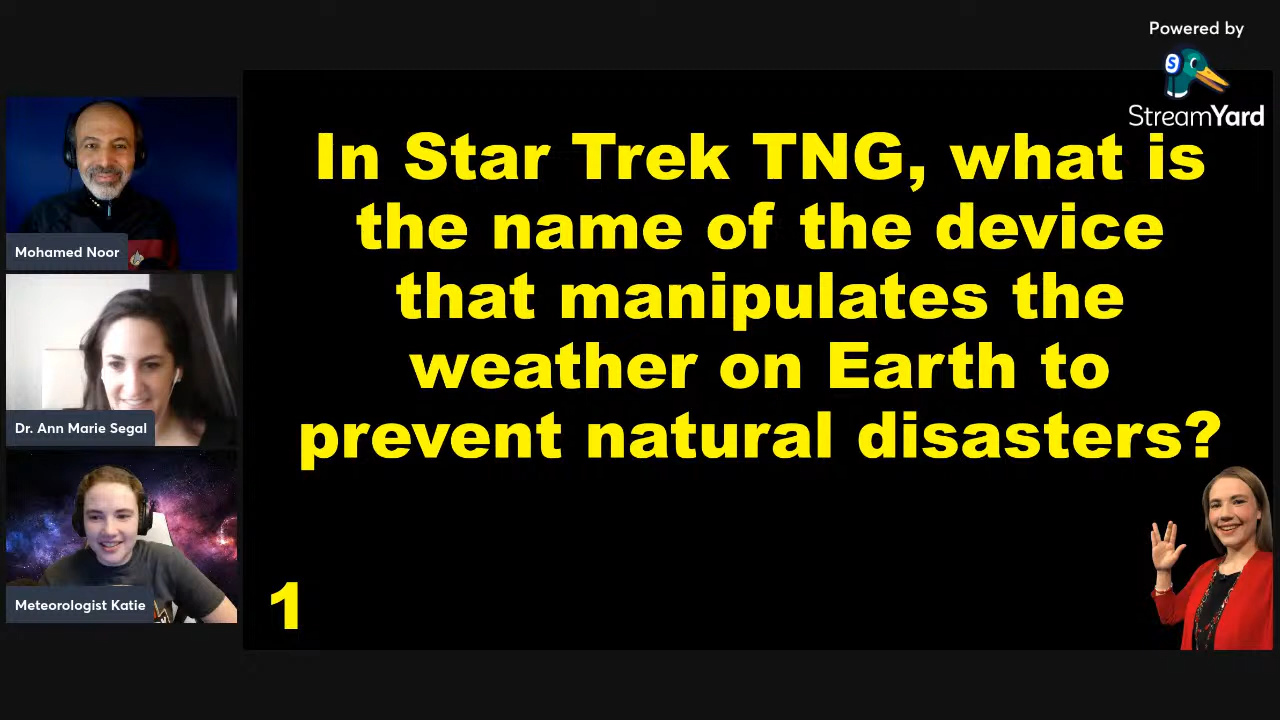 Powered by
StreamYard
In Star Trek TNG, what is
the name of the device
that manipulates the
weather on Earth to
prevent natural disasters?
Mohamed Noor
Dr. Ann Marie Segal
Meteorologist Katie
1